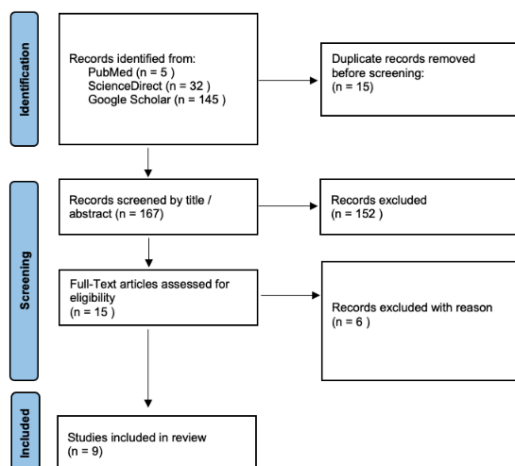 Identification
Records identified from:
PubMed (n = 5 )
ScienceDirect (n = 32 )
Google Scholar (n = 145 )
Duplicate records removed
before screening:
(n = 15)
Screening
Records screened by title /
abstract (n = 167)
Records excluded
(n = 152 )
Full-Text articles assessed for
eligibility
(n = 15 )
Records excluded with reason
(n = 6 )
Included
Studies included in review
(n = 9)